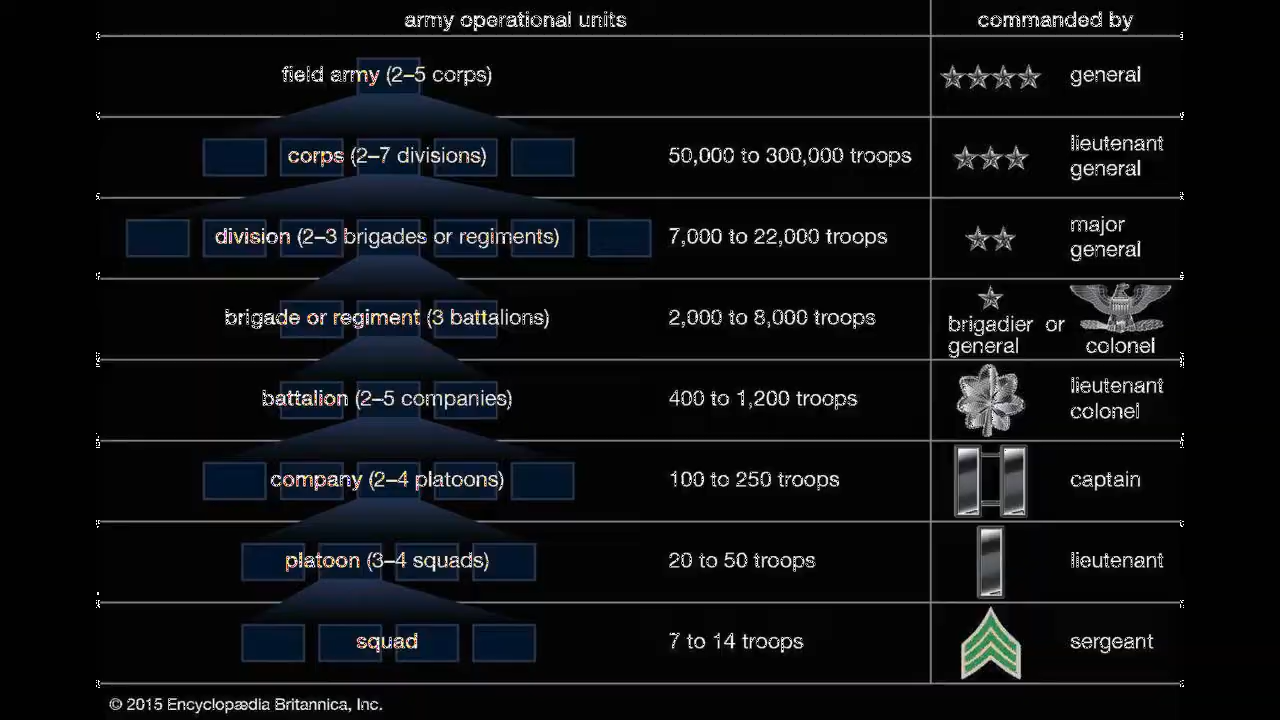 army operational units
commanded by
field army (2–5 corps)
general
corps (2–7 divisions)
50,000 to 300,000 troops
lieutenant
general
division (2–3 brigades or regiments)
7,000 to 22,000 troops
major
general
brigade or regiment (3 battalions)
2,000 to 8,000 troops
brigadier or
general
colonel
battalion (2–5 companies)
400 to 1,200 troops
lieutenant
colonel
company (2–4 platoons)
100 to 250 troops
captain
platoon (3–4 squads)
20 to 50 troops
lieutenant
squad
7 to 14 troops
sergeant
© 2015 Encyclopædia Britannica, Inc.